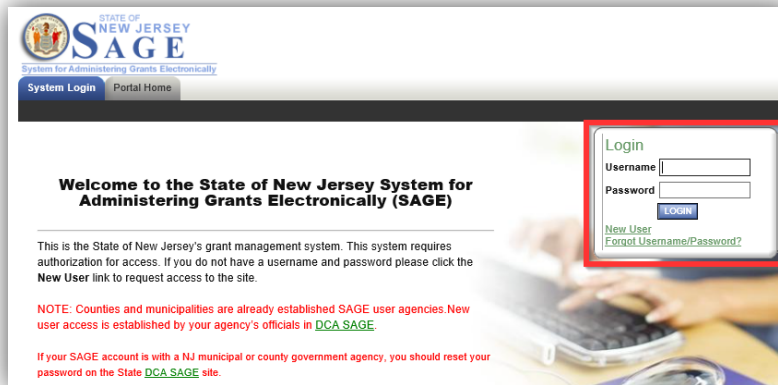 STATE OF
NEW JERSEY
SAGE
System for Administering Grants Electronically
System Login
Portal Home
Login
Username
Password
LOGIN
New User
Forgot Username/Password?
Welcome to the State of New Jersey System for
Administering Grants Electronically (SAGE)
This is the State of New Jersey's grant management system. This system requires
authorization for access. If you do not have a username and password please click the
New User link to request access to the site.
NOTE: Counties and municipalities are already established SAGE user agencies.New
user access is established by your agency's officials in DCA SAGE.
If your SAGE account is with a NJ municipal or county government agency, you should reset your
password on the State DCA SAGE site.